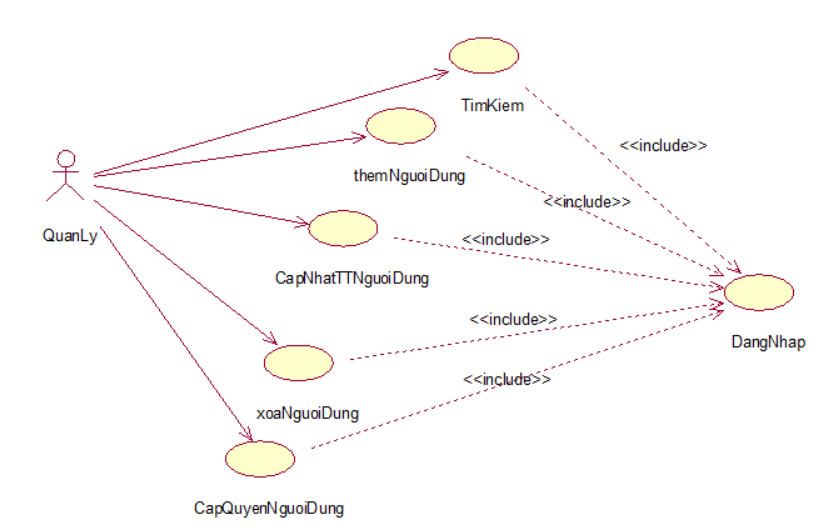 TimKiem
<<include>>
themNguoiDung
<<include>>
QuanLy
<<include>>
CapNhatTTNguoiDung
<<include>>
DangNhap
<<include>>
xoaNguoiDung
CapQuyenNguoiDung